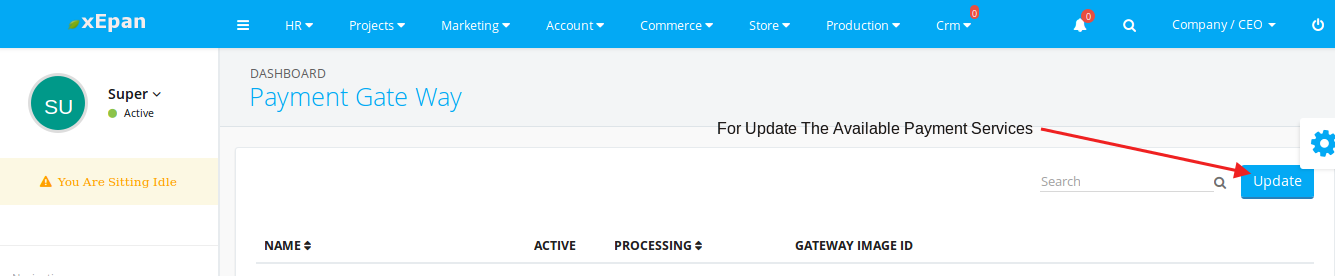 xEpan
HR Projects Marketing Account Commerce Store Production Crm 0 0 Company / CEO
SU
Super
Active
You Are Sitting Idle
DASHBOARD
Payment Gate Way
For Update The Available Payment Services
Search
Update
NAME ACTIVE PROCESSING GATEWAY IMAGE ID